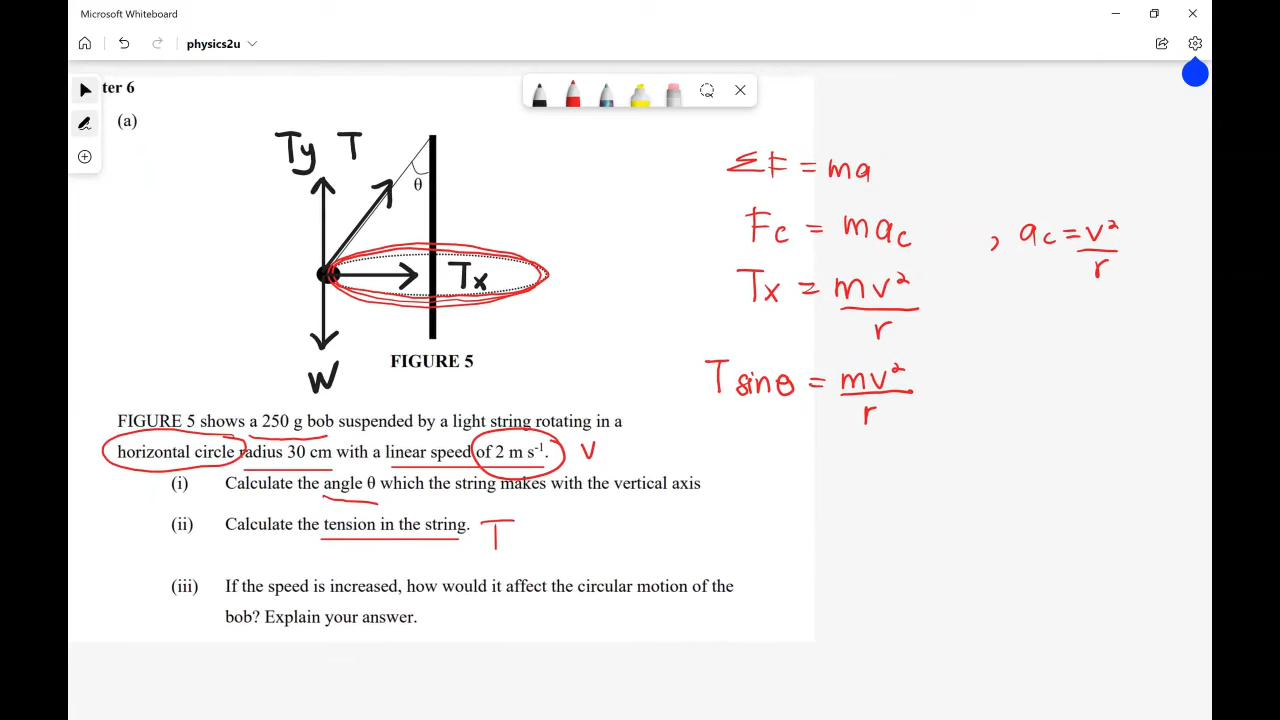 Microsoft Whiteboard
physics2u
ter 6
(a)
Ty T
θ
Tx
W
FIGURE 5
ΣF = ma
Fc = mac , ac = v²/r
Tx = mv²/r
T sinθ = mv²/r
FIGURE 5 shows a 250 g bob suspended by a light string rotating in a
horizontal circle radius 30 cm with a linear speed of 2 m s⁻¹. v
(i) Calculate the angle θ which the string makes with the vertical axis
(ii) Calculate the tension in the string. T
(iii) If the speed is increased, how would it affect the circular motion of the
bob? Explain your answer.